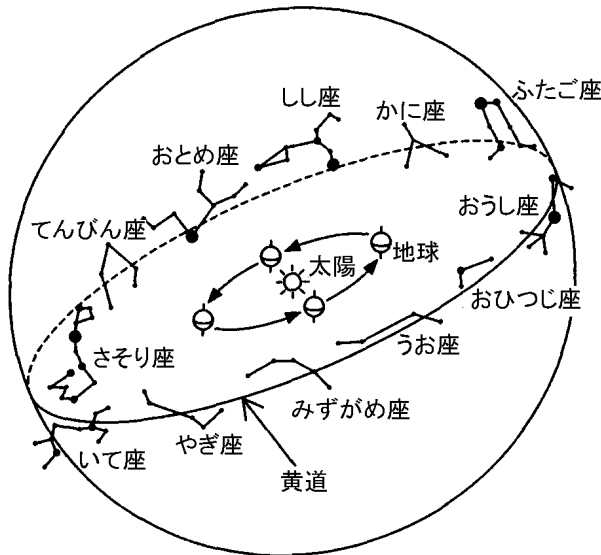 ふたご座
しし座
かに座
おとめ座
おうし座
てんびん座
地球
太陽
おひつじ座
うお座
さそり座
みずがめ座
やぎ座
いて座
黄道